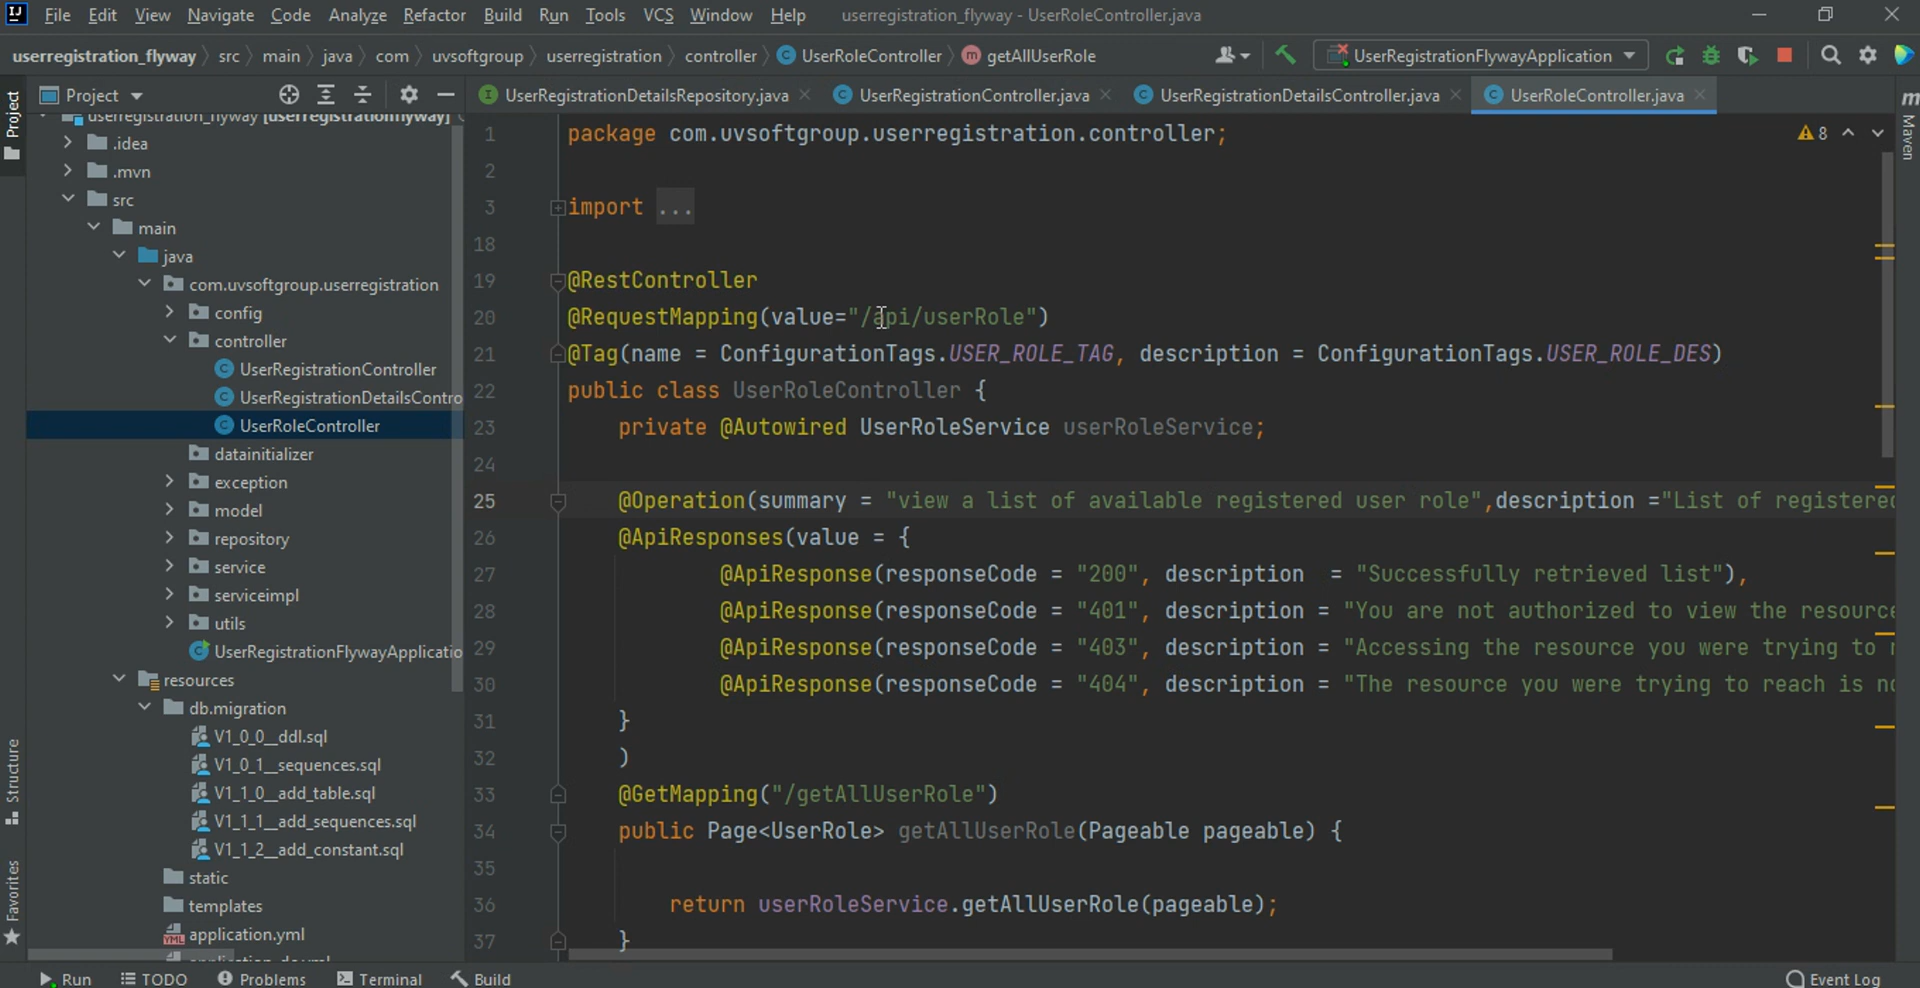 IJ File Edit View Navigate Code Analyze Refactor Build Run Tools VCS Window Help userregistration_flyway - UserRoleController.java
userregistration_flyway src main java com uvsoftgroup userregistration controller C UserRoleController m getAllUserRole UserRegistrationFlywayApplication
Project
Project
I UserRegistrationDetailsRepository.java
C UserRegistrationController.java
C UserRegistrationDetailsController.java
C UserRoleController.java
m
Maven
userregistration_flyway [userregistrationflyway]
.idea
.mvn
src
main
java
com.uvsoftgroup.userregistration
config
controller
C UserRegistrationController
C UserRegistrationDetailsContro
C UserRoleController
datainitializer
exception
model
repository
service
serviceimpl
utils
UserRegistrationFlywayApplicatio
resources
db.migration
V1_0_0__ddl.sql
V1_0_1__sequences.sql
V1_1_0__add_table.sql
V1_1_1__add_sequences.sql
V1_1_2__add_constant.sql
static
templates
YML application.yml
Structure
Favorites
8
1 package com.uvsoftgroup.userregistration.controller;
2
3 import ...
18
19 @RestController
20 @RequestMapping(value="/api/userRole")
21 @Tag(name = ConfigurationTags.USER_ROLE_TAG, description = ConfigurationTags.USER_ROLE_DES)
22 public class UserRoleController {
23 private @Autowired UserRoleService userRoleService;
24
25 @Operation(summary = "view a list of available registered user role",description ="List of registered
26 @ApiResponses(value = {
27 @ApiResponse(responseCode = "200", description  = "Successfully retrieved list"),
28 @ApiResponse(responseCode = "401", description = "You are not authorized to view the resource
29 @ApiResponse(responseCode = "403", description = "Accessing the resource you were trying to
30 @ApiResponse(responseCode = "404", description = "The resource you were trying to reach is
31 }
32 )
33 @GetMapping("/getAllUserRole")
34 public Page<UserRole> getAllUserRole(Pageable pageable) {
35
36 return userRoleService.getAllUserRole(pageable);
37 }
Run TODO Problems Terminal Build Event Log